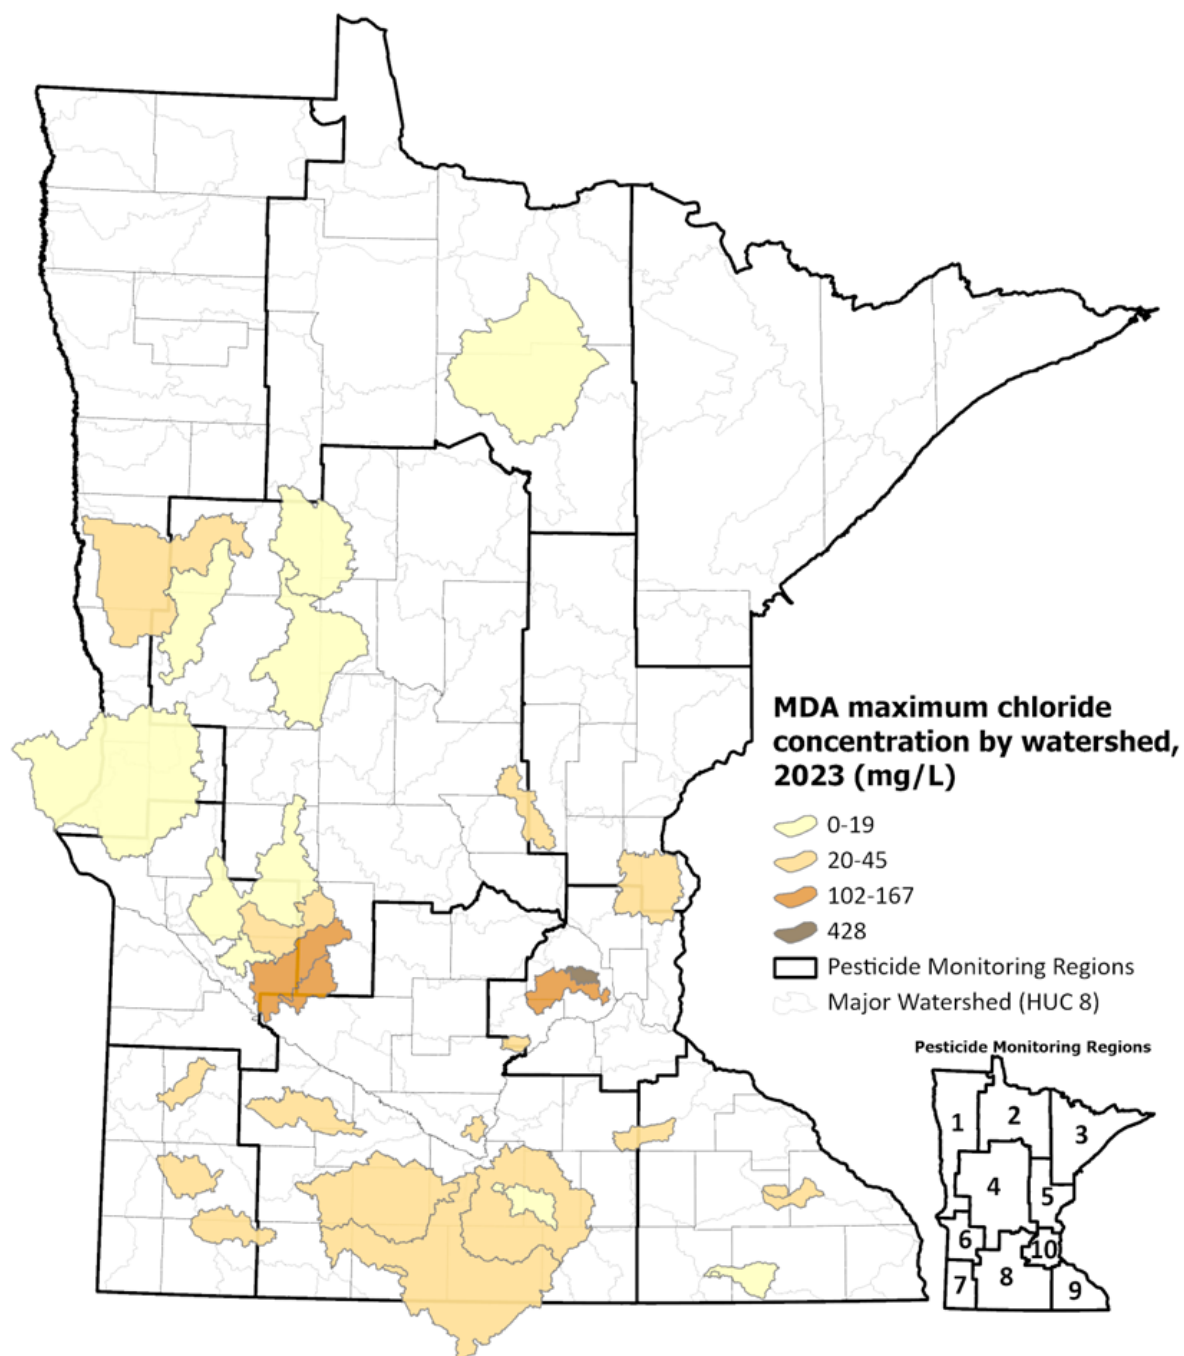 MDA maximum chloride
concentration by watershed,
2023 (mg/L)
0-19
20-45
102-167
428
Pesticide Monitoring Regions
Major Watershed (HUC 8)
Pesticide Monitoring Regions
1
2
3
4
5
6
10
7
8
9